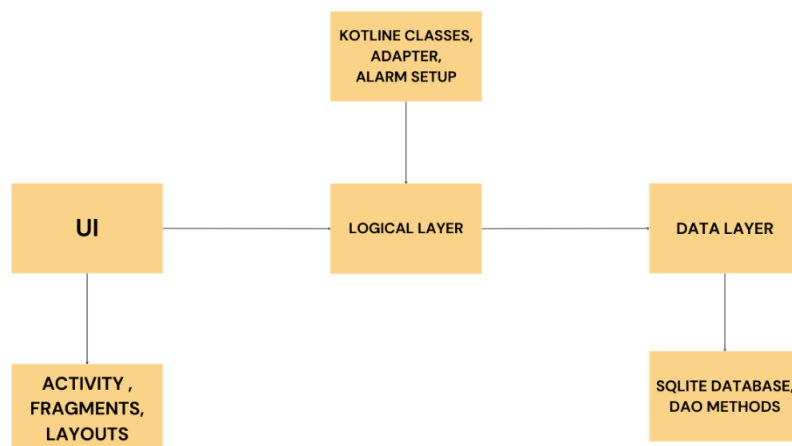 KOTLINE CLASSES,
ADAPTER,
ALARM SETUP
UI
LOGICAL LAYER
DATA LAYER
ACTIVITY ,
FRAGMENTS,
LAYOUTS
SQLITE DATABASE,
DAO METHODS